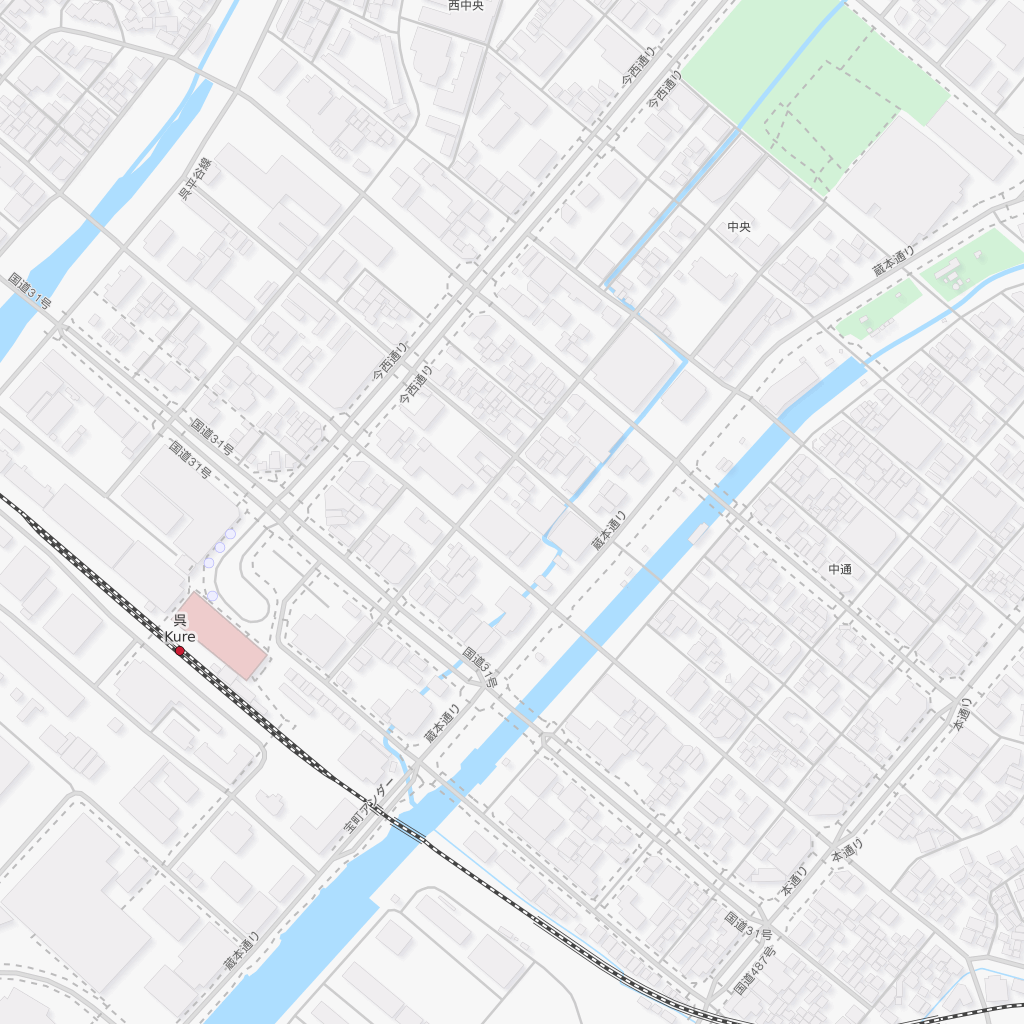 西中央
今西通り
今西通り
呉平谷線
中央
蔵本通り
国道31号
今西通り
今西通り
国道31号
国道31号
蔵本通り
中通
呉
Kure
国道31号
蔵本通り
本通り
宝町アンダー
本通り
本通り
国道31号
蔵本通り
国道487号